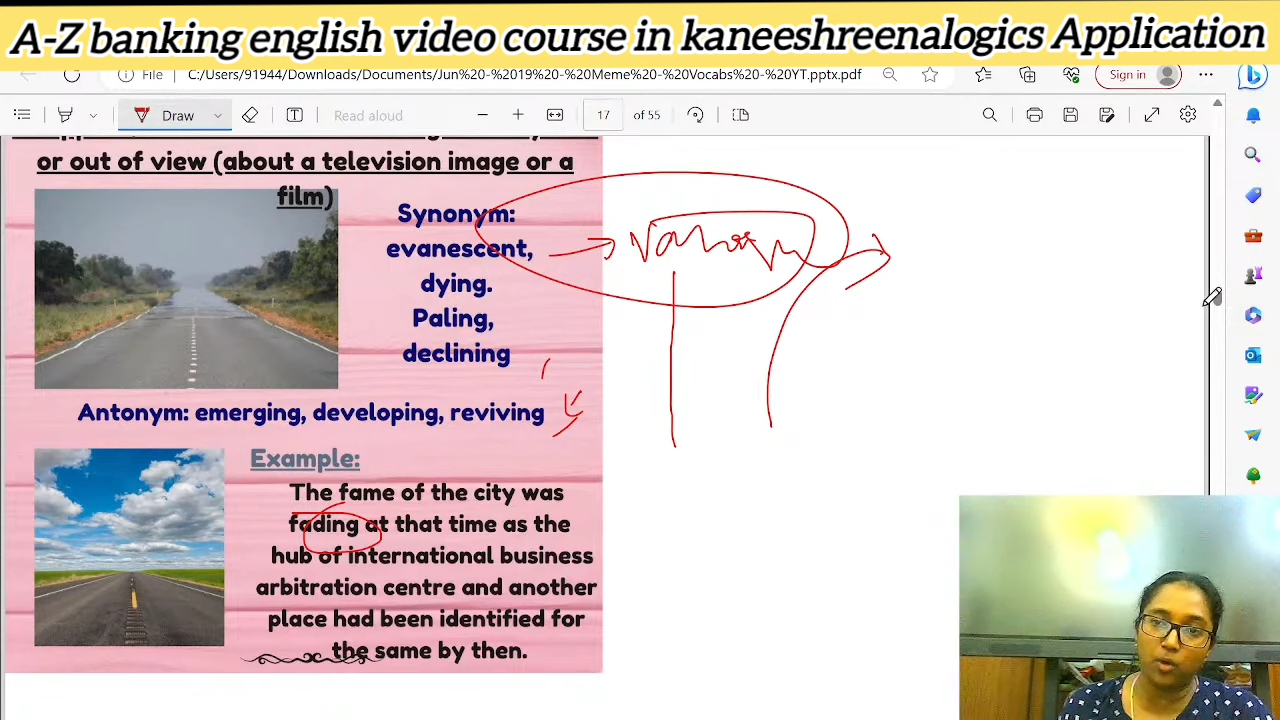 A-Z banking english video course in kaneeshreenalogics Application
File
C:/Users/91944/Downloads/Documents/Jun%20-%2019%20-%20Meme%20-%20Vocabs%20-%20YT.pptx.pdf
Sign in
Draw
Read aloud
17 of 55
or out of view (about a television image or a
film)
Synonym:
evanescent,
dying.
Paling,
declining
Antonym: emerging, developing, reviving
Example:
The fame of the city was
fading at that time as the
hub of international business
arbitration centre and another
place had been identified for
the same by then.